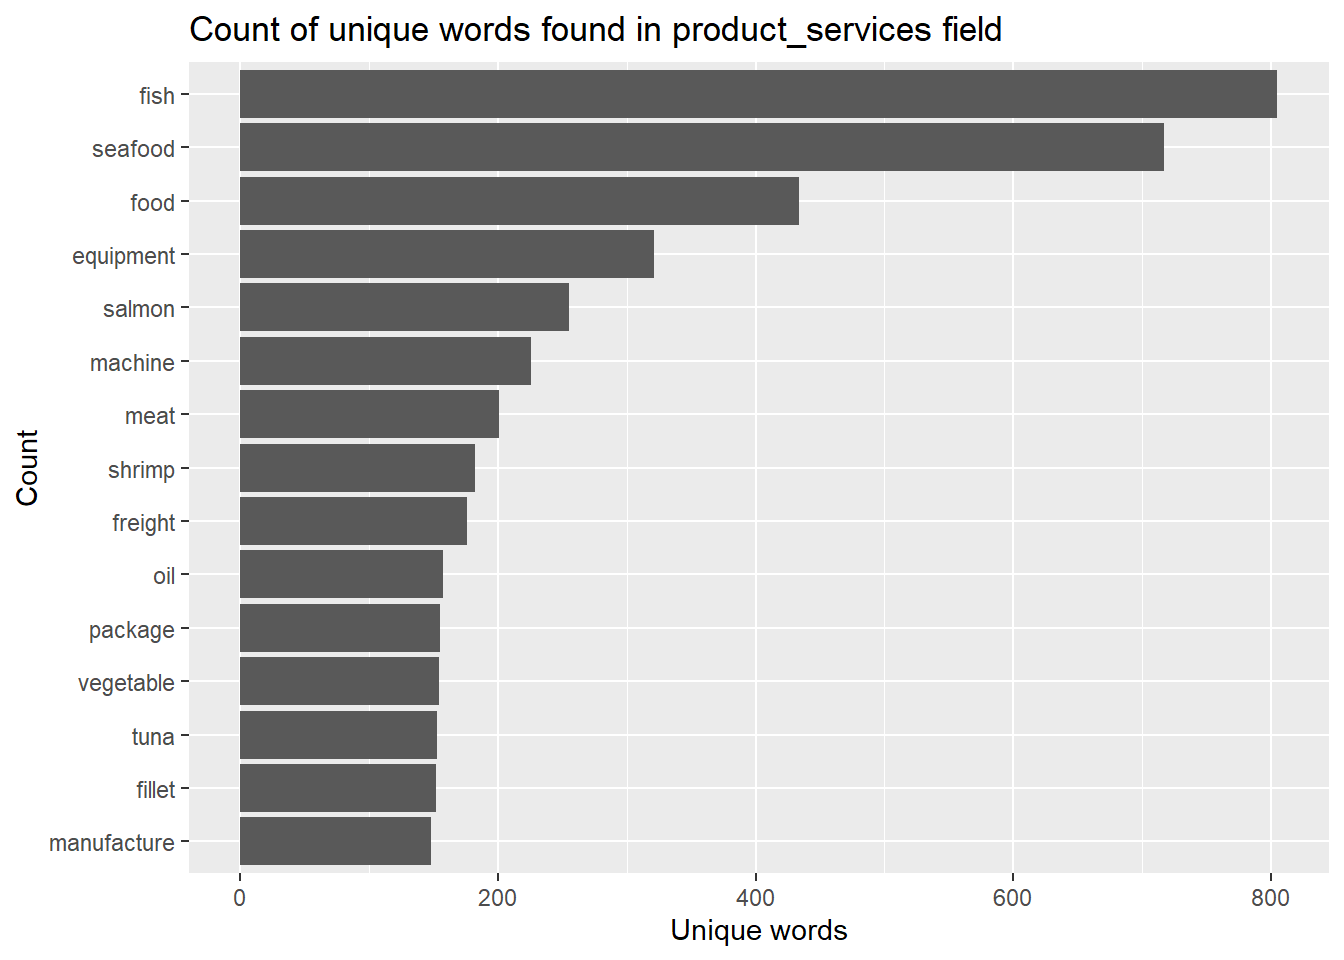 Count of unique words found in product_services field
fish
seafood
food
equipment
salmon
machine
meat
shrimp
freight
oil
package
vegetable
tuna
fillet
manufacture
Count
0 200 400 600 800
Unique words